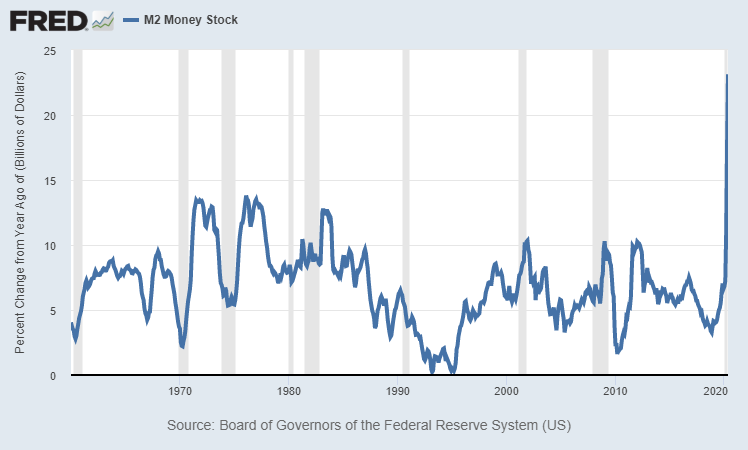 FRED M2 Money Stock
Percent Change from Year Ago of (Billions of Dollars)
25
20
15
10
5
0
1970 1980 1990 2000 2010 2020
Source: Board of Governors of the Federal Reserve System (US)